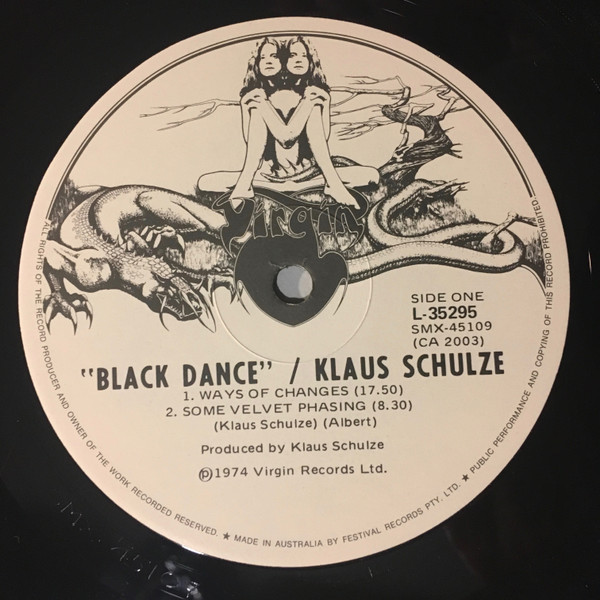 Virgin
SIDE ONE
L-35295
SMX-45109
(CA 2003)
"BLACK DANCE" / KLAUS SCHULZE
1. WAYS OF CHANGES (17.50)
2. SOME VELVET PHASING (8.30)
(Klaus Schulze) (Albert)
Produced by Klaus Schulze
℗1974 Virgin Records Ltd.
ALL RIGHTS OF THE RECORD PRODUCER AND OWNER OF THE WORK RECORDED RESERVED. ★ MADE IN AUSTRALIA BY FESTIVAL RECORDS PTY. LTD. ★ PUBLIC PERFORMANCE AND COPYING OF THIS RECORD PROHIBITED.